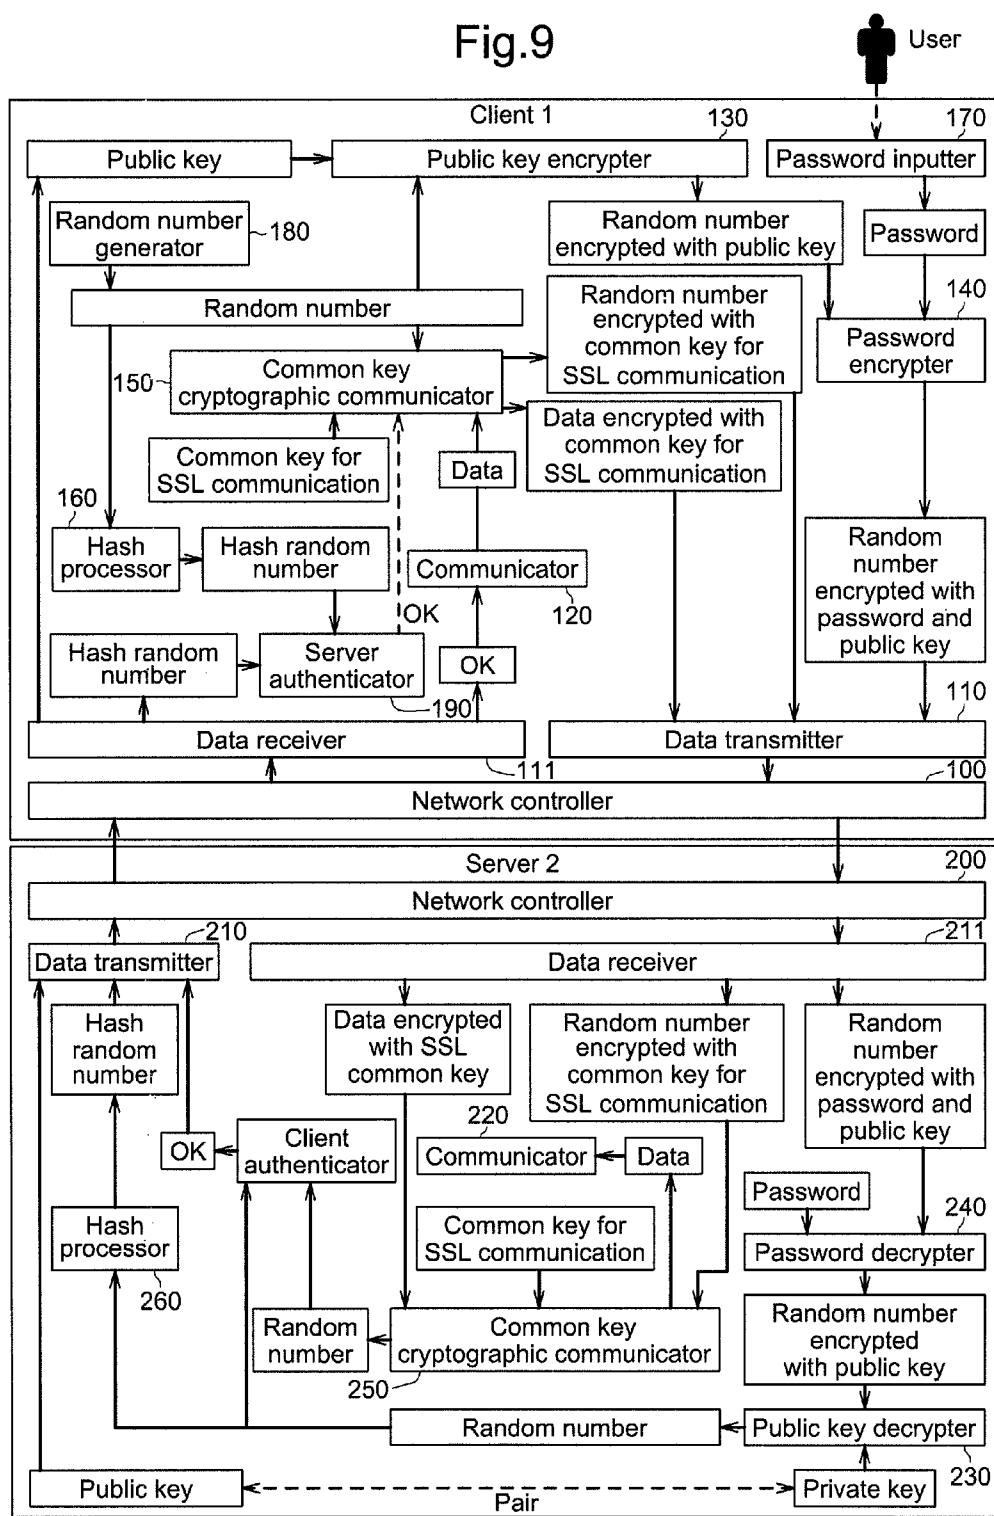 Fig.9
User
Client 1
130
170
Public key
Public key encrypter
Password inputter
Random number
generator
180
Random number
encrypted with public key
Password
Random number
Random number
encrypted with
common key for
SSL communication
140
Password
encrypter
150
Common key
cryptographic communicator
Data encrypted with
common key for
SSL communication
Common key for
SSL communication
Data
160
Hash
processor
Hash random
number
Communicator
120
Random
number
encrypted with
password and
public key
OK
Hash random
number
Server
authenticator
190
OK
110
Data receiver
111
Data transmitter
100
Network controller
Server 2
200
Network controller
210
211
Data transmitter
Data receiver
Hash
random
number
Data encrypted
with SSL
common key
Random number
encrypted with
common key for
SSL communication
Random
number
encrypted with
password and
public key
220
OK
Client
authenticator
Communicator
Data
Password
Hash
processor
260
Common key for
SSL communication
240
Password decrypter
Random
number
Common key
cryptographic communicator
250
Random number
encrypted
with public key
Random number
Public key decrypter
230
Public key
Pair
Private key